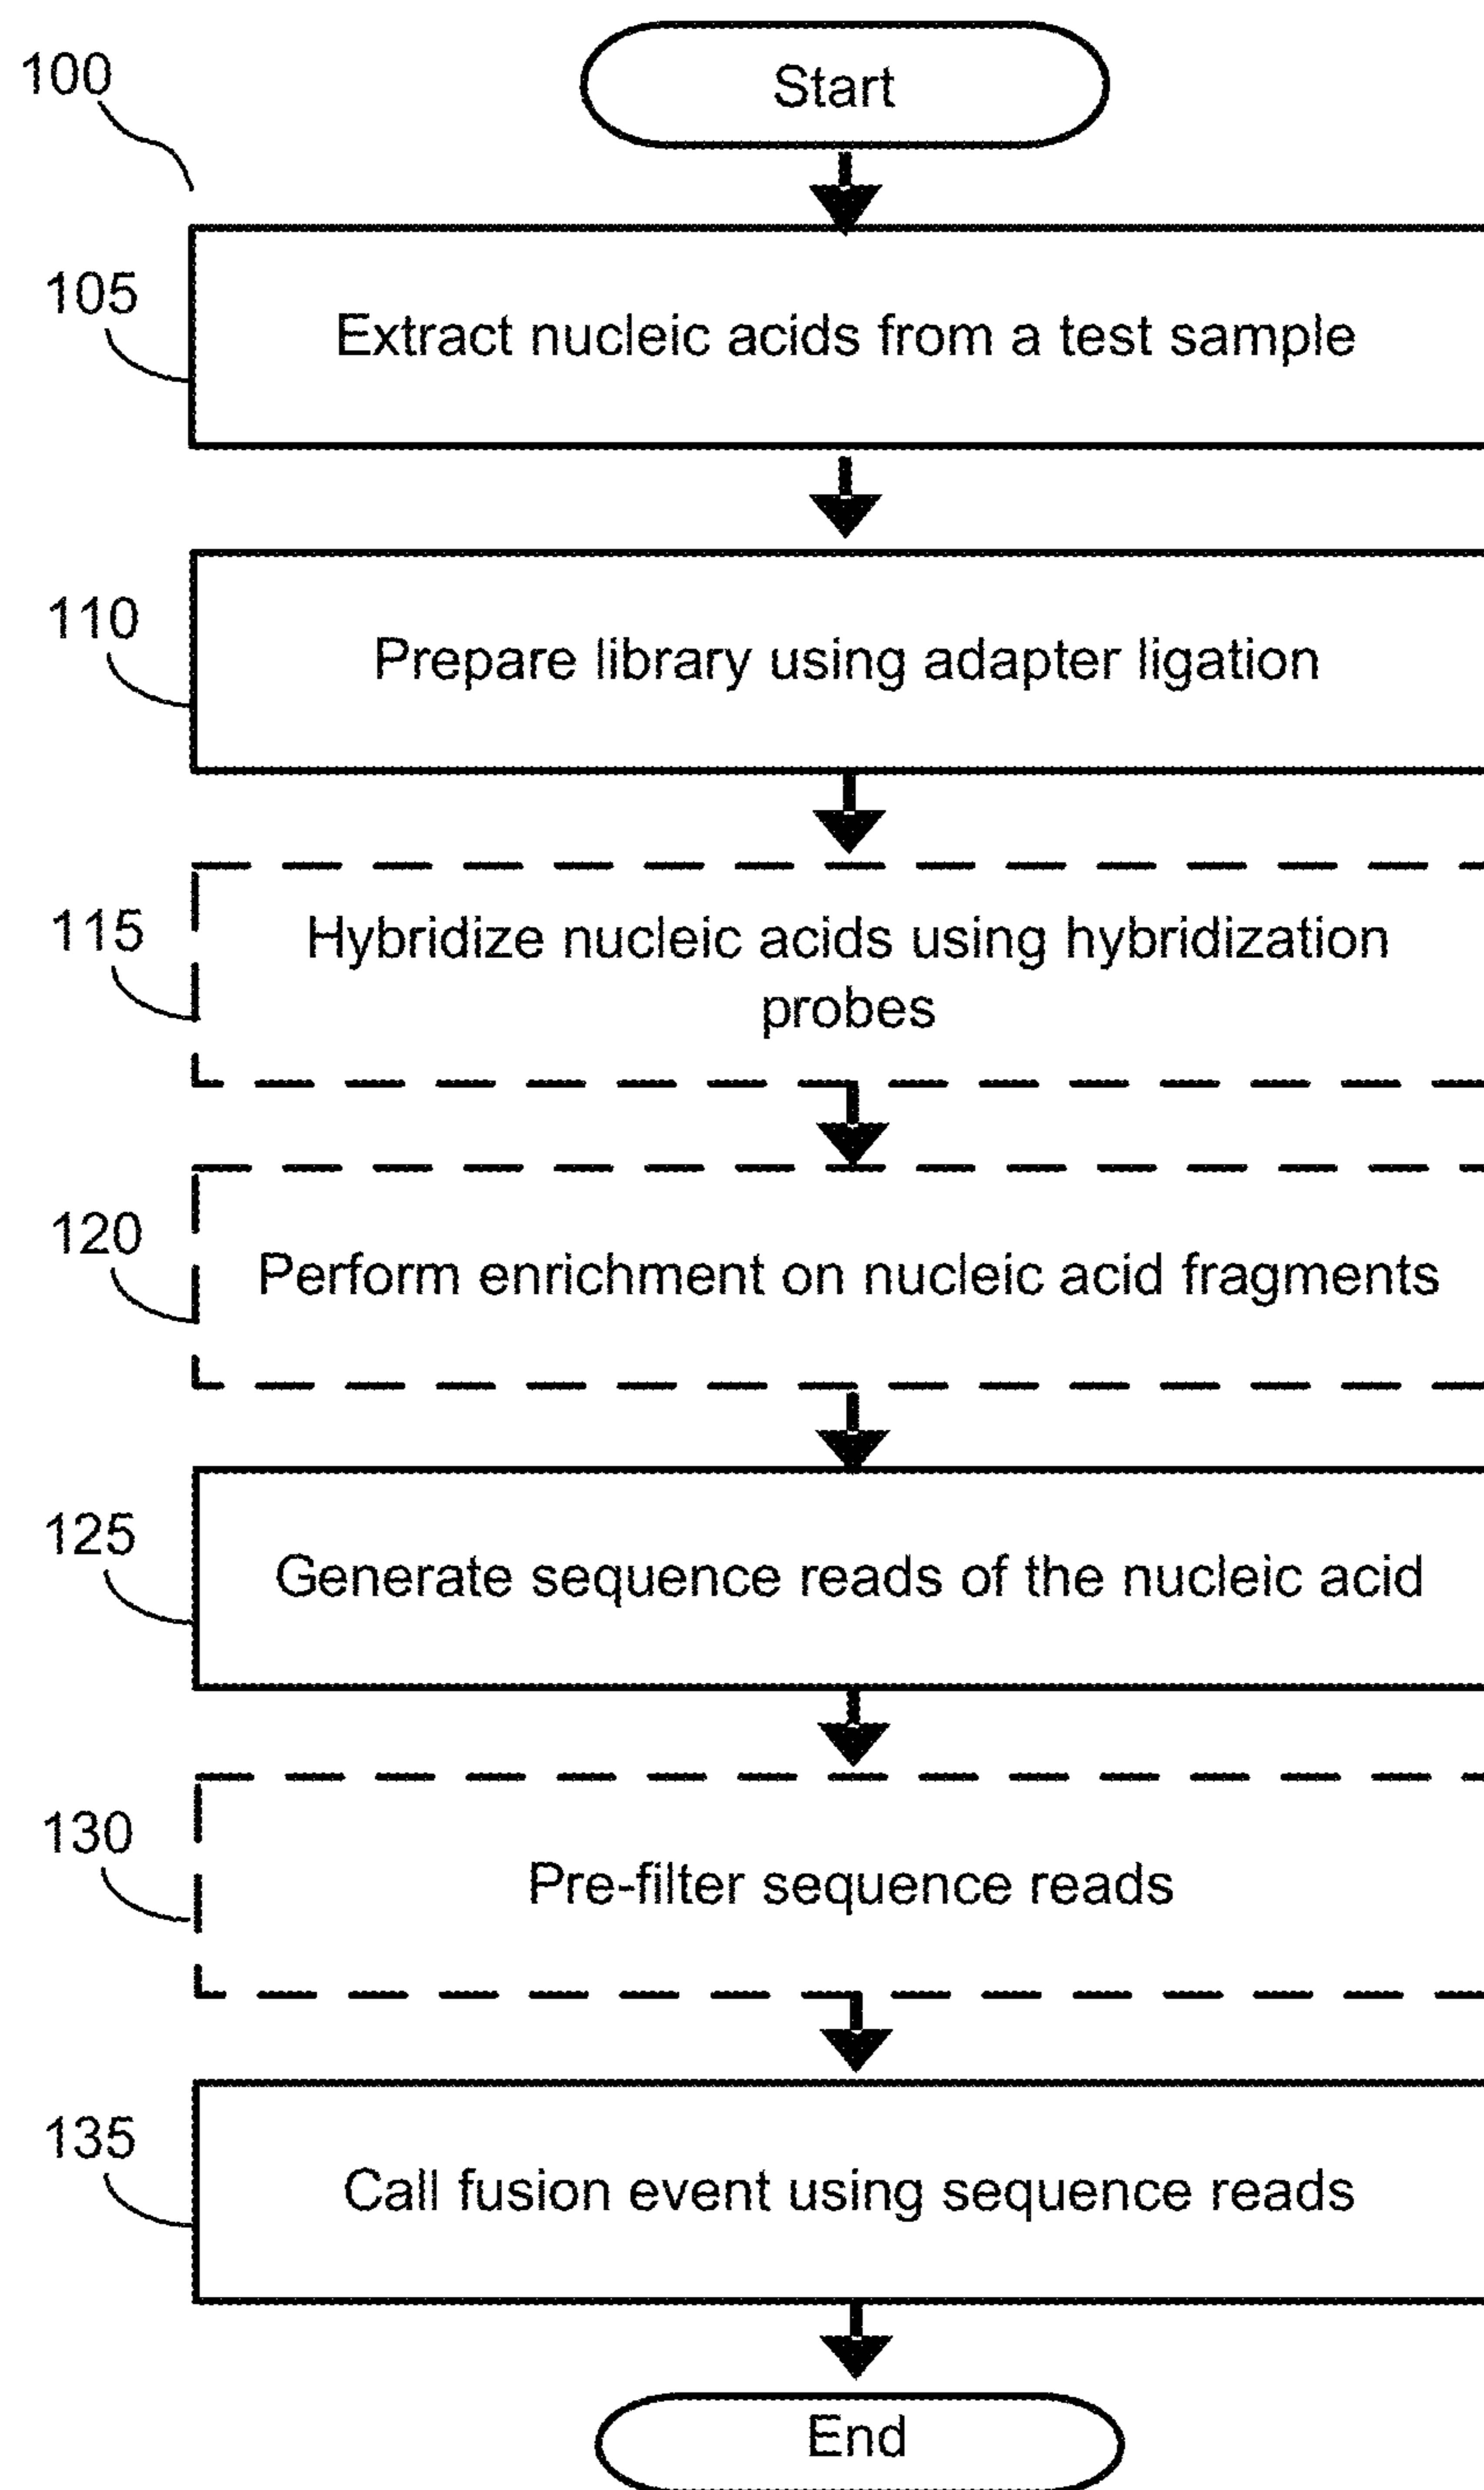 100
Start
105
Extract nucleic acids from a test sample
110
Prepare library using adapter ligation
115
Hybridize nucleic acids using hybridization
probes
120
Perform enrichment on nucleic acid fragments
125
Generate sequence reads of the nucleic acid
130
Pre-filter sequence reads
135
Call fusion event using sequence reads
End